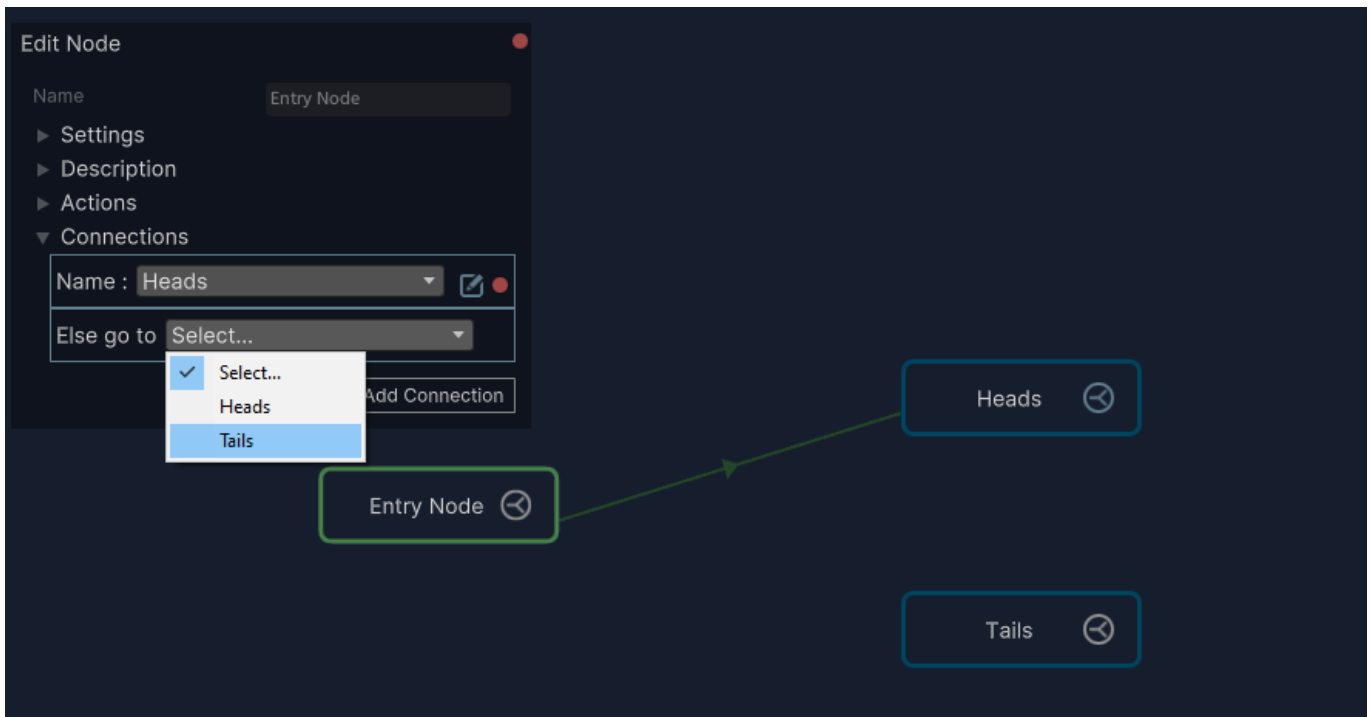 Edit Node
Name Entry Node
Settings
Description
Actions
Connections
Name : Heads
Else go to Select...
Select...
Heads
Tails
Add Connection
Heads
Entry Node
Tails